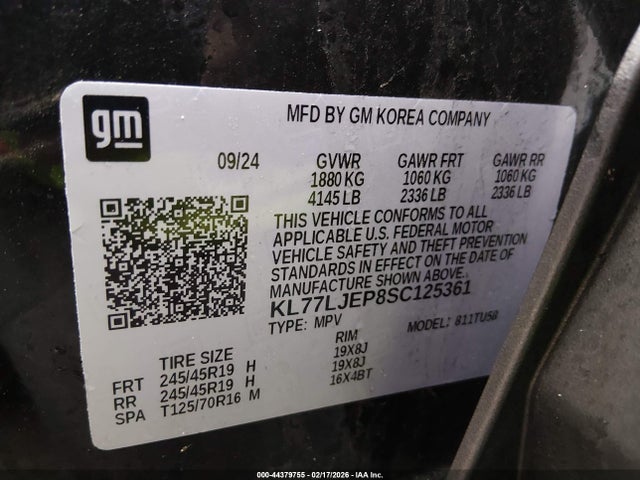 gm
MFD BY GM KOREA COMPANY
09/24 GVWR GAWR FRT GAWR RR
1880 KG 1060 KG 1060 KG
4145 LB 2336 LB 2336 LB
THIS VEHICLE CONFORMS TO ALL
APPLICABLE U.S. FEDERAL MOTOR
VEHICLE SAFETY AND THEFT PREVENTION
STANDARDS IN EFFECT ON THE DATE OF
MANUFACTURE SHOWN ABOVE.
KL77LJEP8SC125361
TYPE: MPV MODEL: 811TU58
TIRE SIZE RIM
FRT 245/45R19 H 19X8J
RR 245/45R19 H 19X8J
SPA T125/70R16 M 16X4BT
000-44379755 - 02/17/2026 - IAA Inc.